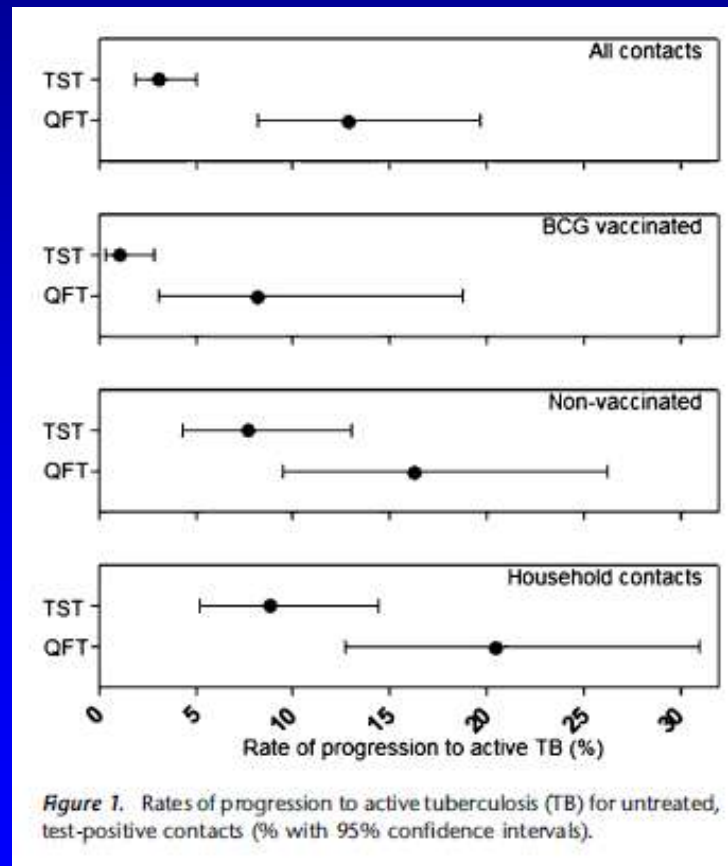 All contacts
TST
QFT
BCG vaccinated
TST
QFT
Non-vaccinated
TST
QFT
Household contacts
TST
QFT
0 5 10 15 20 25 30
Rate of progression to active TB (%)
Figure 1. Rates of progression to active tuberculosis (TB) for untreated,
test-positive contacts (% with 95% confidence intervals).